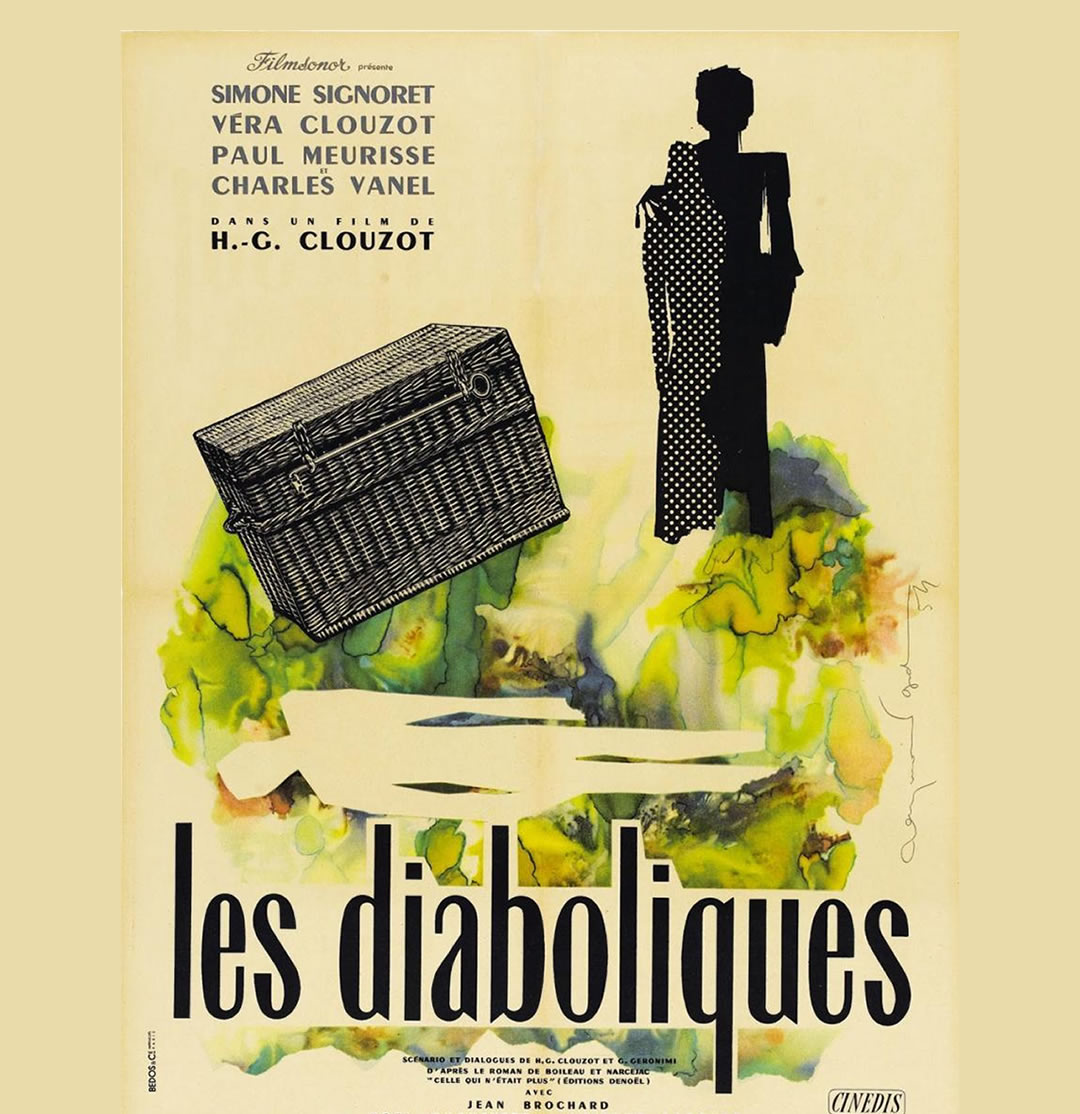 Filmsonor présente
SIMONE SIGNORET
VÉRA CLOUZOT
PAUL MEURISSE
ET
CHARLES VANEL
DANS UN FILM DE
H.-G. CLOUZOT
les diaboliques
SCÉNARIO ET DIALOGUES DE H.G. CLOUZOT ET G. GERONIMI
D'APRÈS LE ROMAN DE BOILEAU ET NARCEJAC
"CELLE QUI N'ÉTAIT PLUS" (ÉDITIONS DENOËL)
AVEC
JEAN BROCHARD
CINEDIS
BEDOS & Cie